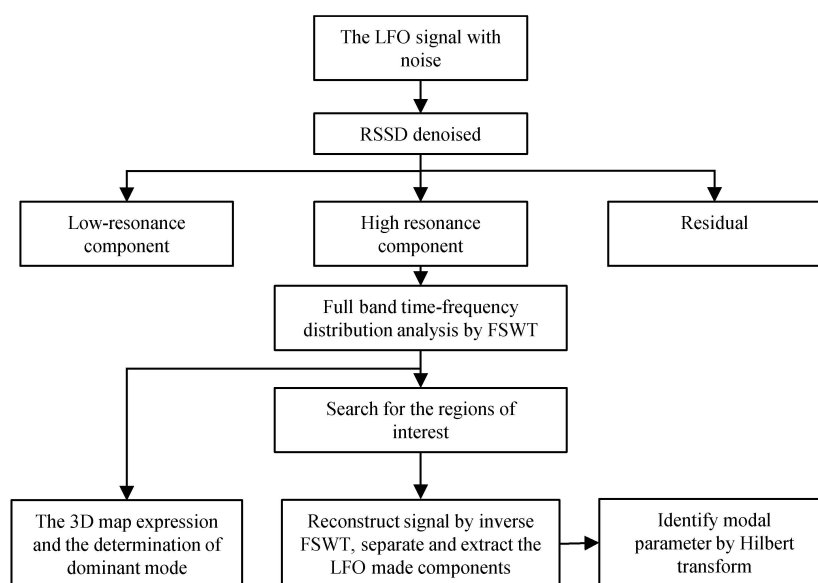 The LFO signal with
noise
RSSD denoised
Low-resonance
component
High resonance
component
Residual
Full band time-frequency
distribution analysis by FSWT
Search for the regions of
interest
The 3D map expression
and the determination of
dominant mode
Reconstruct signal by inverse
FSWT, separate and extract the
LFO made components
Identify modal
parameter by Hilbert
transform